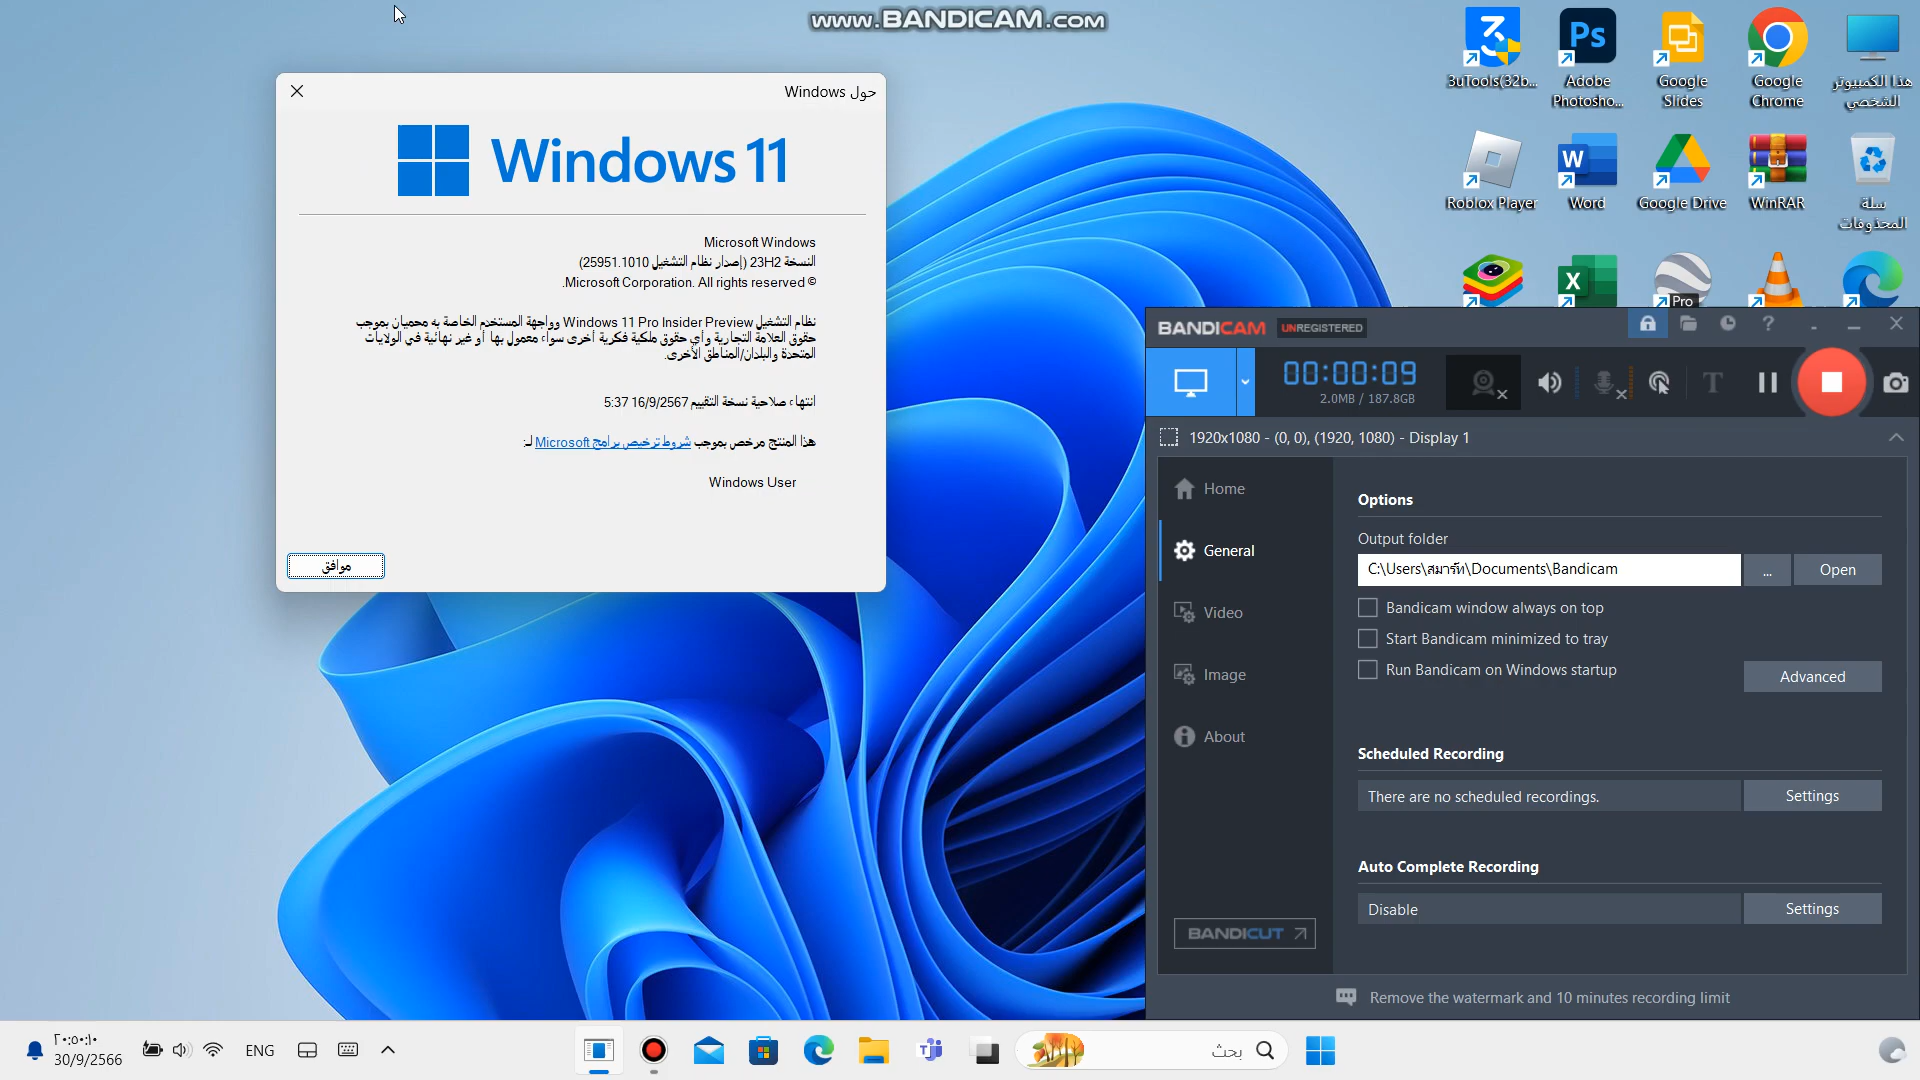 www.BANDICAM.com
حول Windows
Windows 11
Microsoft Windows
النسخة 23H2 (إصدار نظام التشغيل 25951.1010)
© Microsoft Corporation. All rights reserved.
نظام التشغيل Windows 11 Pro Insider Preview وواجهة المستخدم الخاصة به محميان بموجب
حقوق العلامة التجارية وأي حقوق ملكية فكرية أخرى سواء معمول بها أو غير نهائية في الولايات
المتحدة والبلدان/المناطق الأخرى.
انتهاء صلاحية نسخة التقييم 16/9/2567 5:37
هذا المنتج مرخص بموجب شروط ترخيص برامج Microsoft لـ:
Windows User
موافق
3uTools(32b...
Adobe
Photosho...
Google
Slides
Google
Chrome
هذا الكمبيوتر
الشخصي
Roblox Player
Word
Google Drive
WinRAR
سلة
المحذوفات
Pro
BANDICAM UNREGISTERED
00:00:09
2.0MB / 187.8GB
1920x1080 - (0, 0), (1920, 1080) - Display 1
Home
General
Video
Image
About
BANDICUT
Options
Output folder
C:\Users\สมาร์ท\Documents\Bandicam
...
Open
Bandicam window always on top
Start Bandicam minimized to tray
Run Bandicam on Windows startup
Advanced
Scheduled Recording
There are no scheduled recordings.
Settings
Auto Complete Recording
Disable
Settings
Remove the watermark and 10 minutes recording limit
٢٠:٥٠:١٠
30/9/2566
ENG
بحث